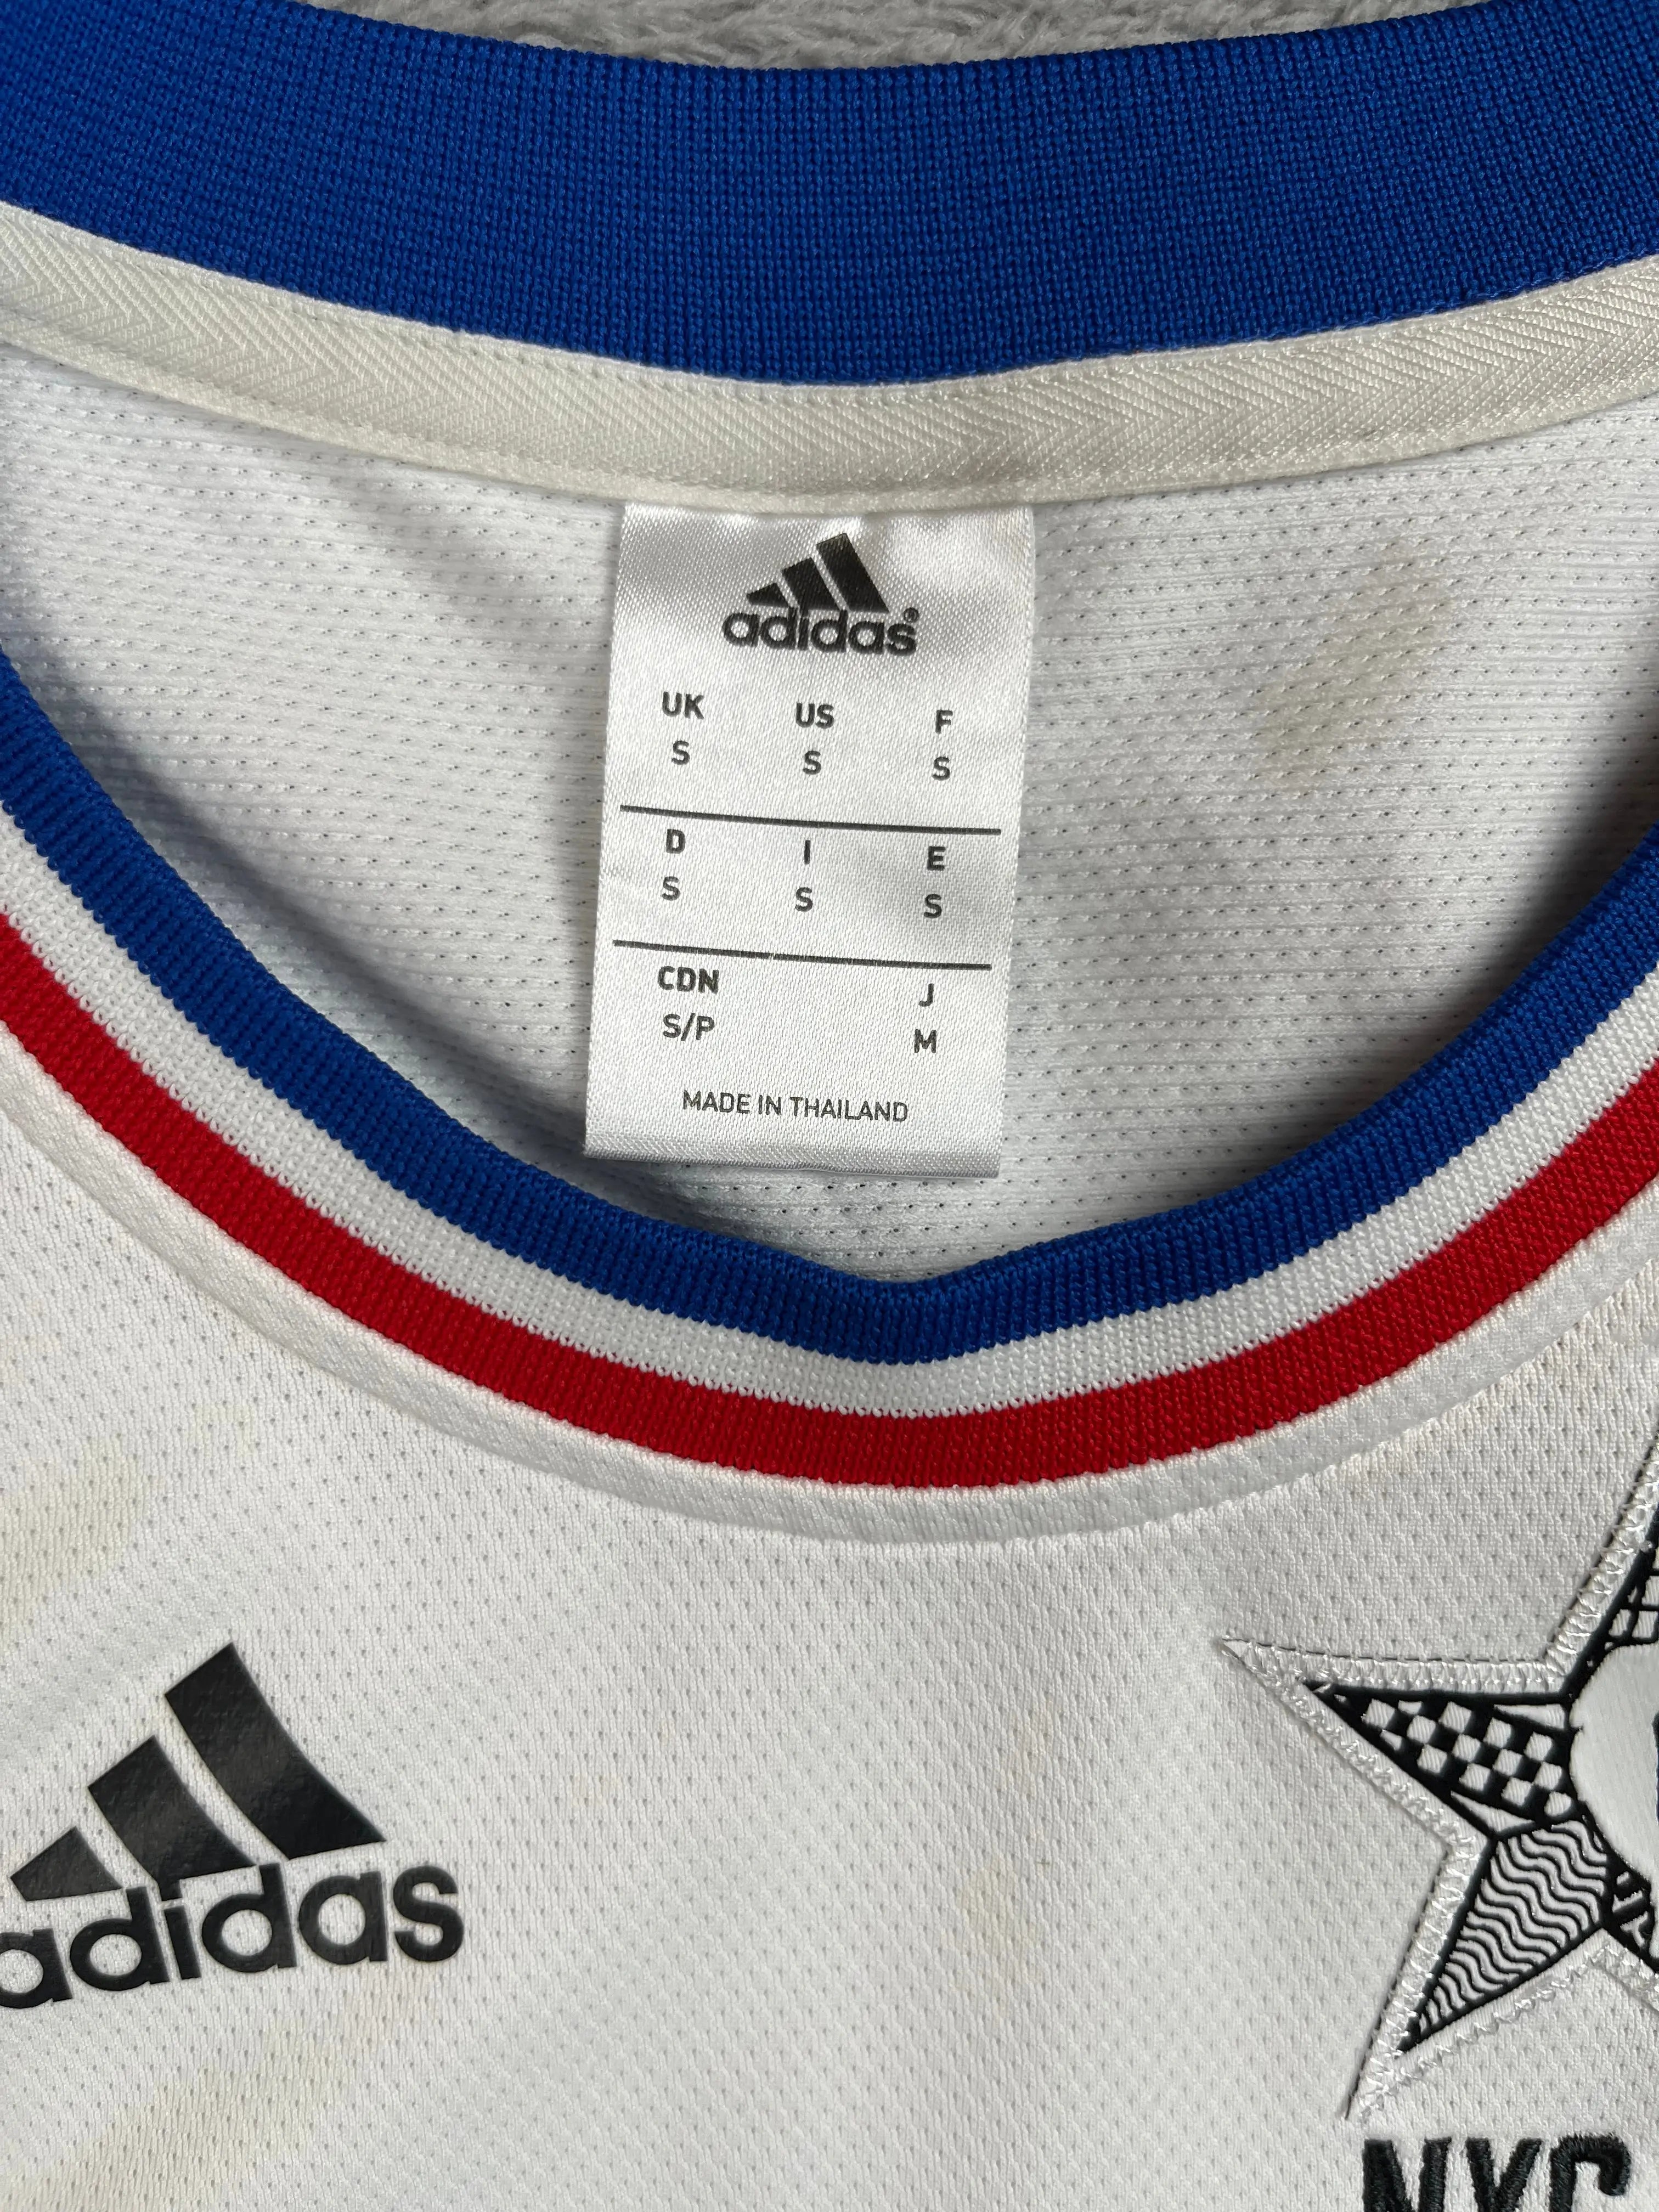 adidas®
UK US F
S S S
D I E
S S S
CDN J
S/P M
MADE IN THAILAND
adidas
NYC